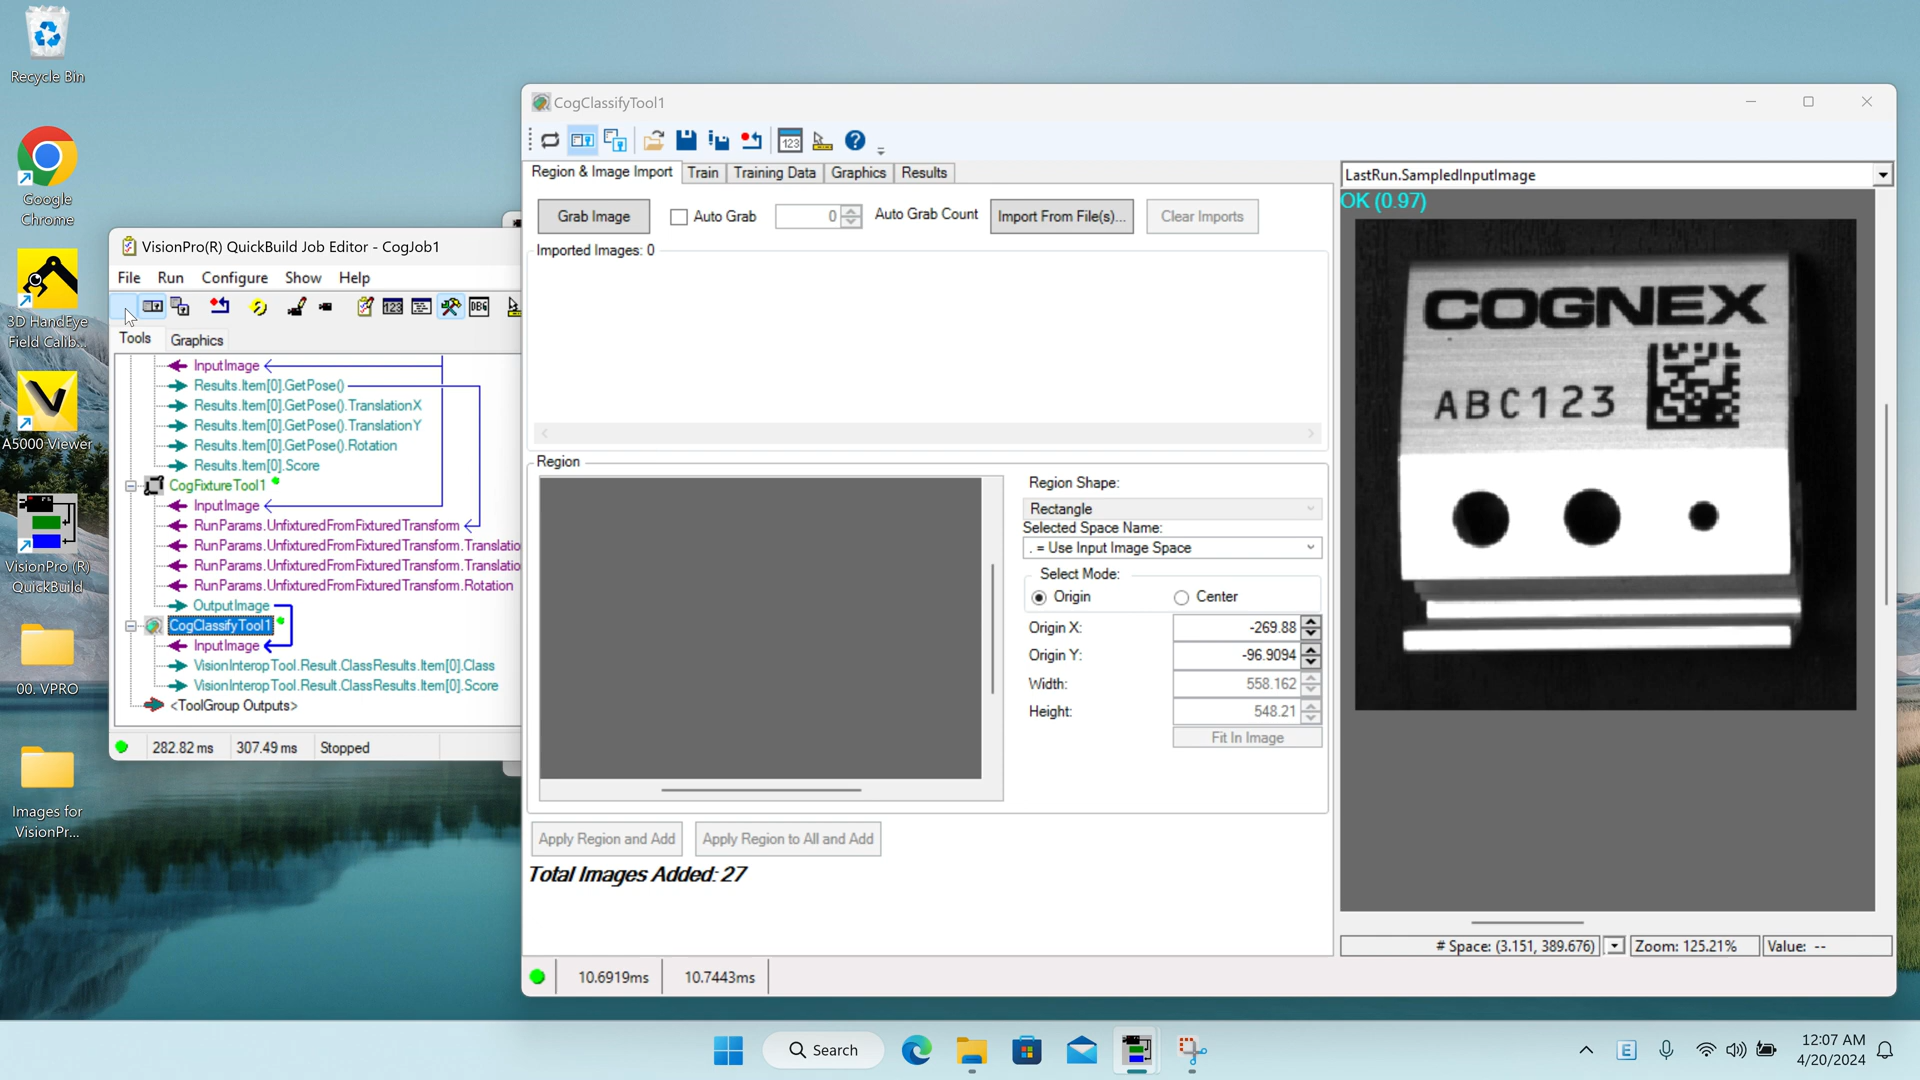 Recycle Bin
Google
Chrome
3D HandEye
Field Calib...
A5000 Viewer
VisionPro (R)
QuickBuild
00. VPRO
Images for
VisionPr...
VisionPro(R) QuickBuild Job Editor - CogJob1
File Run Configure Show Help
123 DBG
Tools Graphics
InputImage
Results.Item[0].GetPose()
Results.Item[0].GetPose().TranslationX
Results.Item[0].GetPose().TranslationY
Results.Item[0].GetPose().Rotation
Results.Item[0].Score
CogFixtureTool1
InputImage
RunParams.UnfixturedFromFixturedTransform
RunParams.UnfixturedFromFixturedTransform.Translatio
RunParams.UnfixturedFromFixturedTransform.Translatio
RunParams.UnfixturedFromFixturedTransform.Rotation
OutputImage
CogClassifyTool1
InputImage
VisionInteropTool.Result.ClassResults.Item[0].Class
VisionInteropTool.Result.ClassResults.Item[0].Score
<ToolGroup Outputs>
282.82 ms 307.49 ms Stopped
CogClassifyTool1
123 ?
Region & Image Import Train Training Data Graphics Results
Grab Image Auto Grab 0 Auto Grab Count Import From File(s)... Clear Imports
Imported Images: 0
Region
Region Shape:
Rectangle
Selected Space Name:
. = Use Input Image Space
Select Mode:
Origin Center
Origin X: -269.88
Origin Y: -96.9094
Width: 558.162
Height: 548.21
Fit In Image
Apply Region and Add Apply Region to All and Add
Total Images Added: 27
10.6919ms 10.7443ms
LastRun.SampledInputImage
OK (0.97)
COGNEX
ABC123
# Space: (3.151, 389.676) Zoom: 125.21% Value: --
Search
E
12:07 AM
4/20/2024